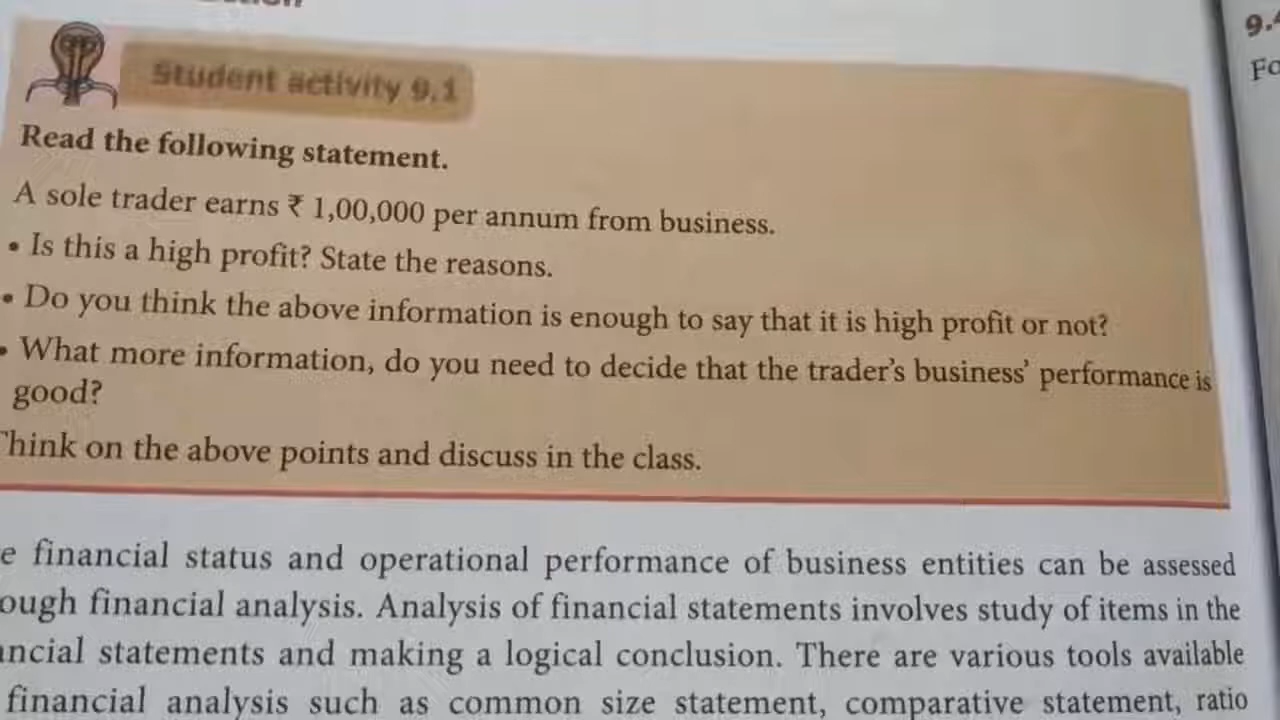 Student activity 9.1
9.
Fo
Read the following statement.
A sole trader earns ₹ 1,00,000 per annum from business.
• Is this a high profit? State the reasons.
• Do you think the above information is enough to say that it is high profit or not?
• What more information, do you need to decide that the trader's business' performance is
good?
Think on the above points and discuss in the class.
e financial status and operational performance of business entities can be assessed
ough financial analysis. Analysis of financial statements involves study of items in the
ncial statements and making a logical conclusion. There are various tools available
financial analysis such as common size statement, comparative statement, ratio